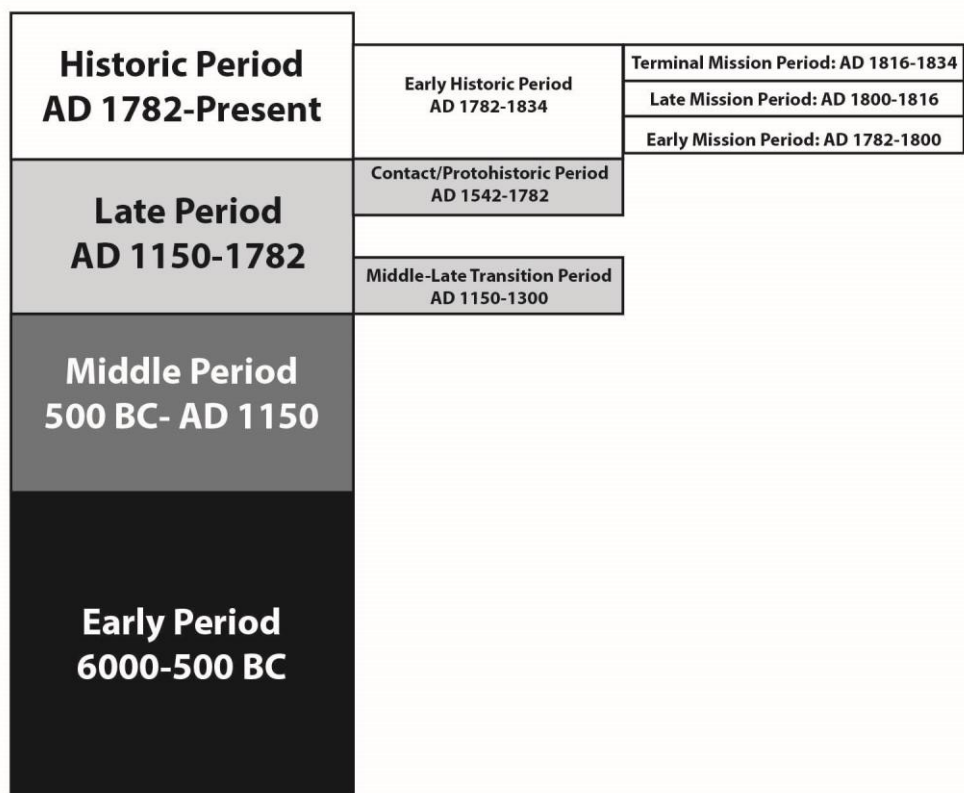 Historic Period
AD 1782-Present
Early Historic Period
AD 1782-1834
Terminal Mission Period: AD 1816-1834
Late Mission Period: AD 1800-1816
Early Mission Period: AD 1782-1800
Late Period
AD 1150-1782
Contact/Protohistoric Period
AD 1542-1782
Middle-Late Transition Period
AD 1150-1300
Middle Period
500 BC- AD 1150
Early Period
6000-500 BC